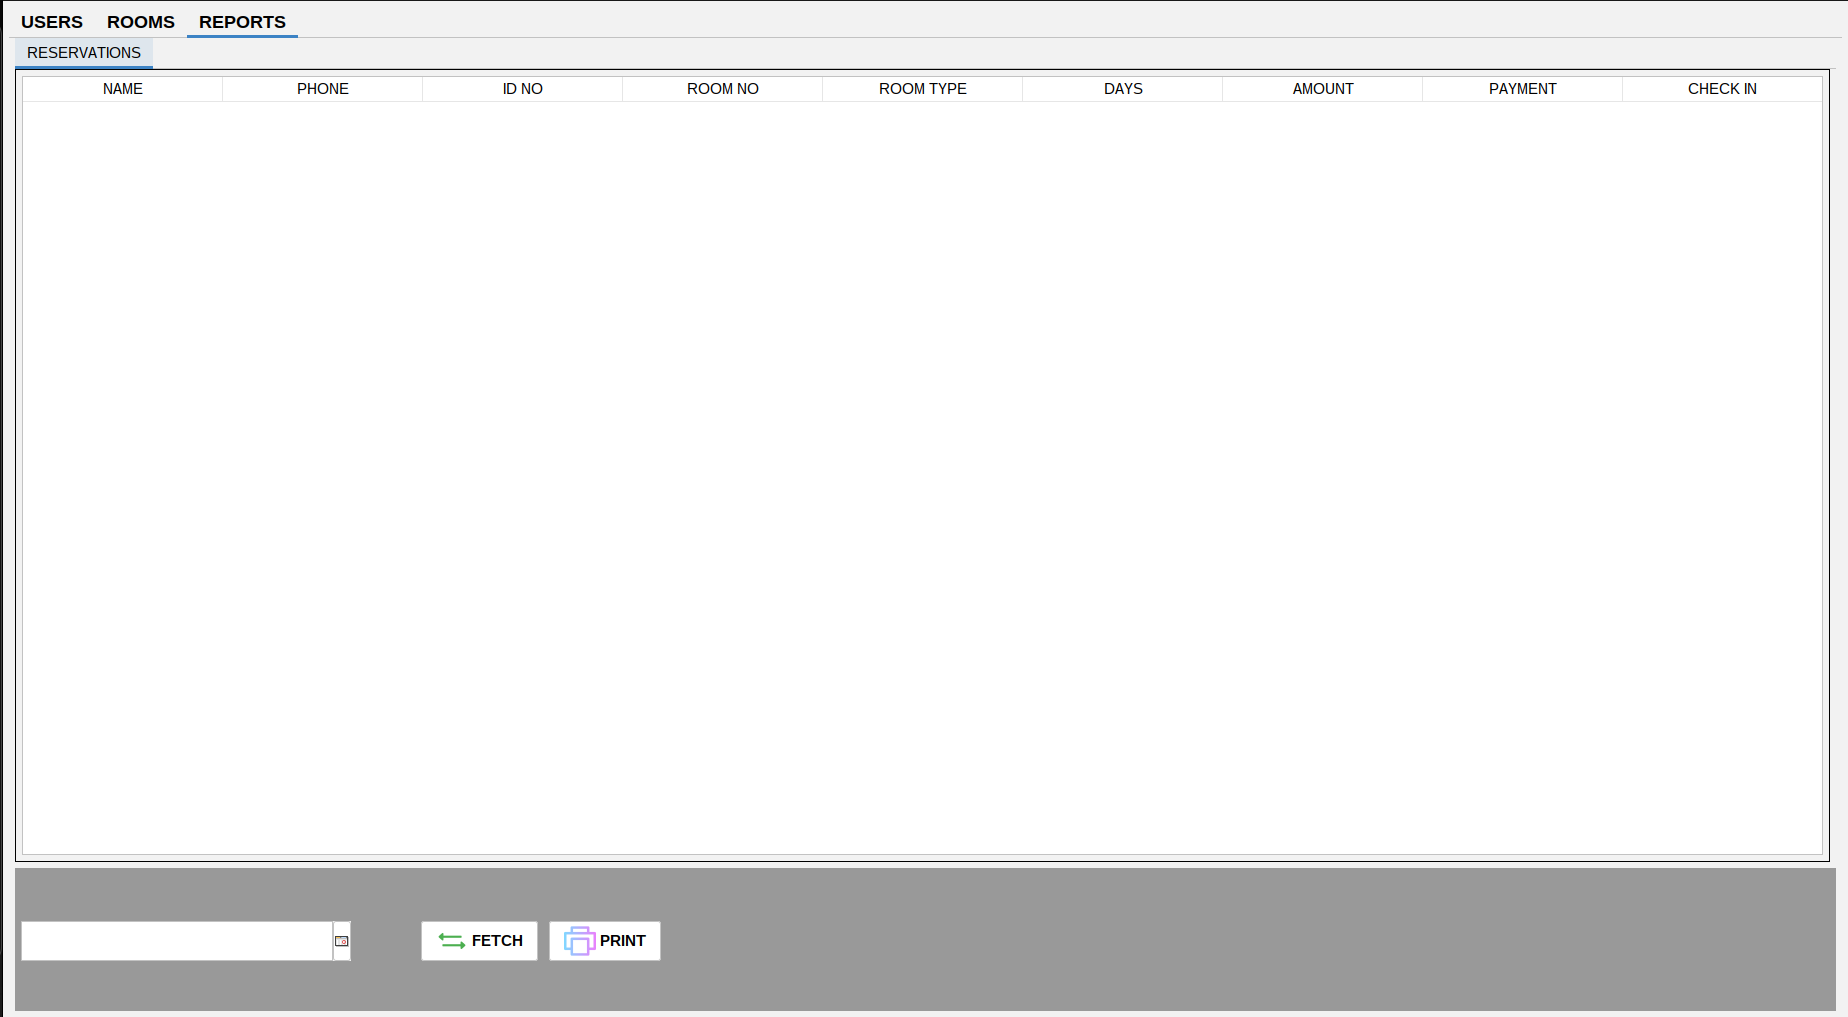 USERS ROOMS REPORTS
RESERVATIONS
NAME PHONE ID NO ROOM NO ROOM TYPE DAYS AMOUNT PAYMENT CHECK IN
FETCH PRINT